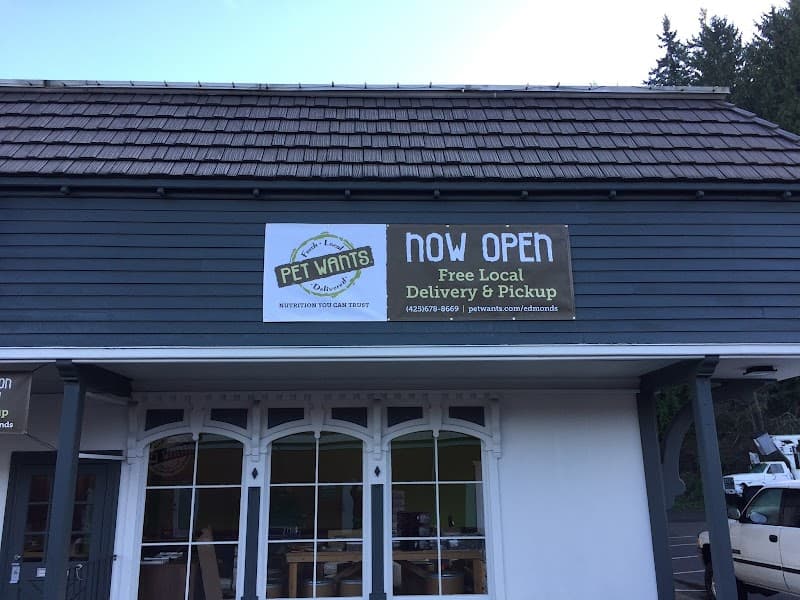 Fresh • Local
PET WANTS
• Delivered •
NUTRITION YOU CAN TRUST
NOW OPEN
Free Local
Delivery & Pickup
(425)678-8669 | petwants.com/edmonds